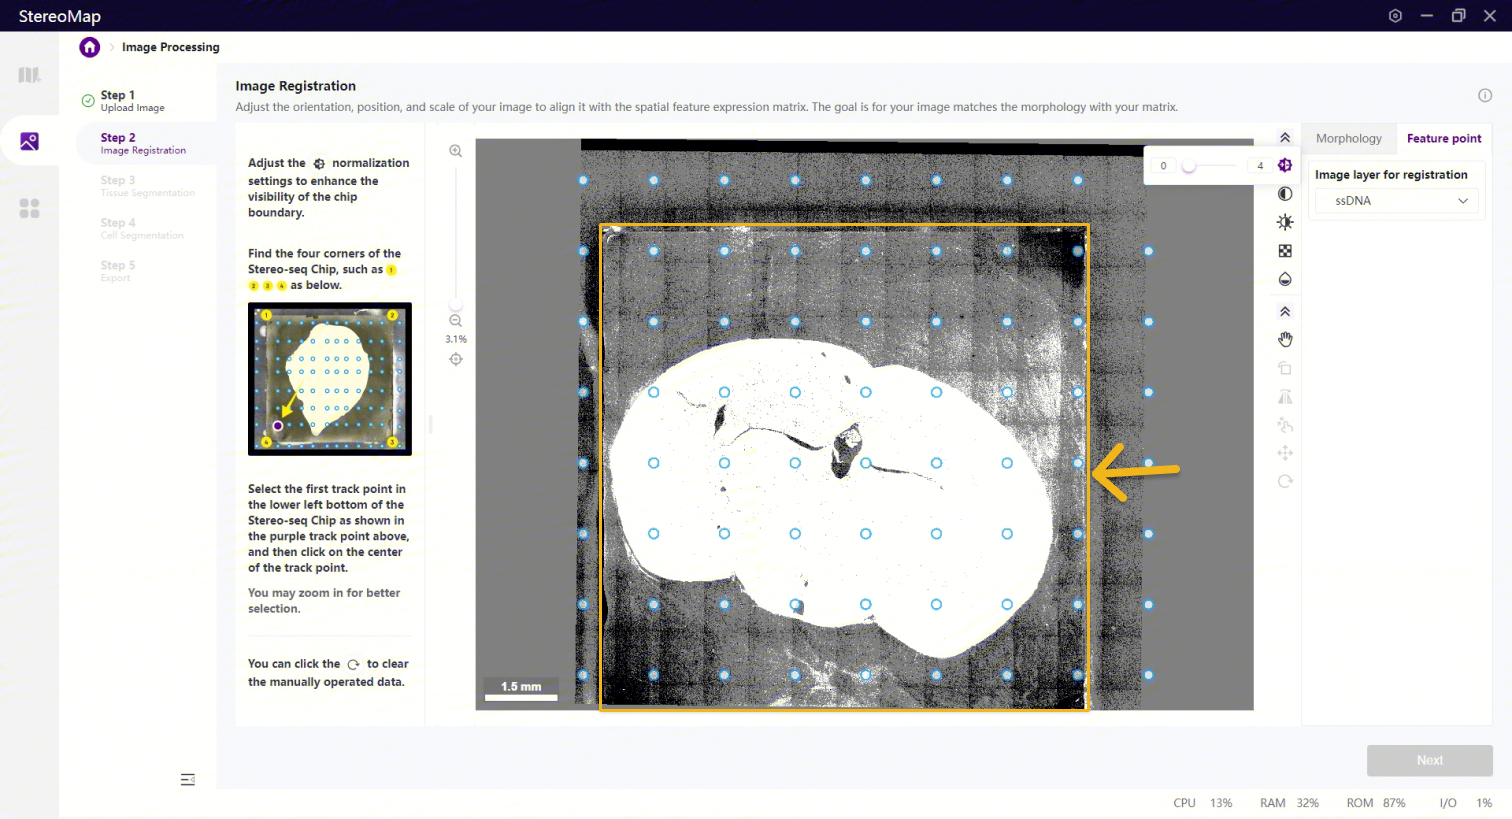 StereoMap
Image Processing
Step 1
Upload Image
Step 2
Image Registration
Step 3
Tissue Segmentation
Step 4
Cell Segmentation
Step 5
Export
Image Registration
Adjust the orientation, position, and scale of your image to align it with the spatial feature expression matrix. The goal is for your image matches the morphology with your matrix.
Adjust the normalization
settings to enhance the
visibility of the chip
boundary.
Find the four corners of the
Stereo-seq Chip, such as 1
2 3 4 as below.
1 2
4 3
Select the first track point in
the lower left bottom of the
Stereo-seq Chip as shown in
the purple track point above,
and then click on the center
of the track point.
You may zoom in for better
selection.
You can click the to clear
the manually operated data.
3.1%
1.5 mm
0 4
Morphology Feature point
Image layer for registration
ssDNA
Next
CPU 13% RAM 32% ROM 87% I/O 1%